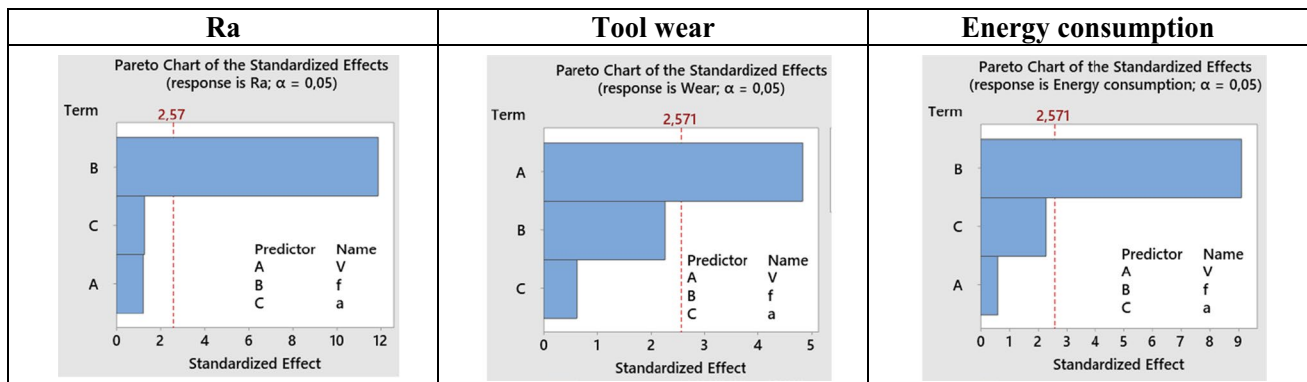 Ra
Tool wear
Energy consumption
Pareto Chart of the Standardized Effects
(response is Ra; α = 0,05)
Term
2,57
B
C
A
Predictor Name
A V
B f
C a
0 2 4 6 8 10 12
Standardized Effect
Pareto Chart of the Standardized Effects
(response is Wear; α = 0,05)
Term
2,571
A
B
C
Predictor Name
A V
B f
C a
0 1 2 3 4 5
Standardized Effect
Pareto Chart of the Standardized Effects
(response is Energy consumption; α = 0,05)
Term
2,571
B
C
A
Predictor Name
A V
B f
C a
0 1 2 3 4 5 6 7 8 9
Standardized Effect